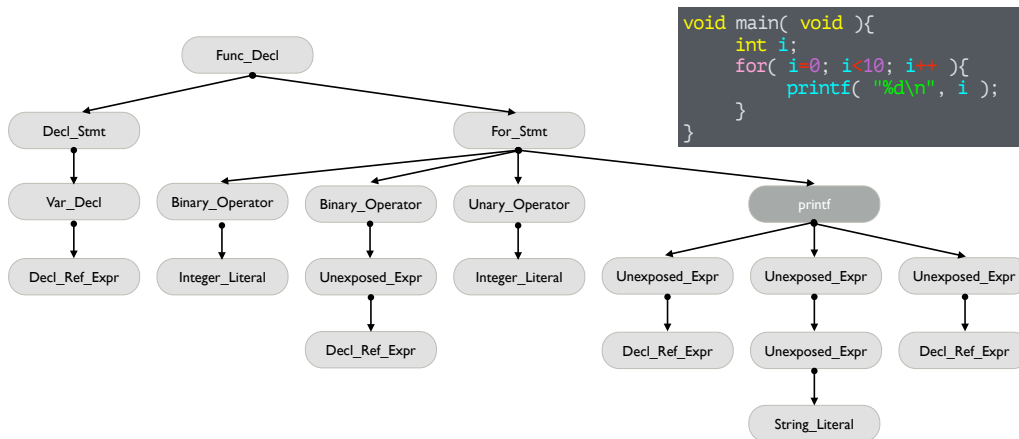 void main( void ){
int i;
for( i=0; i<10; i++ ){
printf( "%d\n", i );
}
}
Func_Decl
Decl_Stmt
For_Stmt
Var_Decl
Binary_Operator
Binary_Operator
Unary_Operator
printf
Decl_Ref_Expr
Integer_Literal
Unexposed_Expr
Integer_Literal
Unexposed_Expr
Unexposed_Expr
Unexposed_Expr
Decl_Ref_Expr
Decl_Ref_Expr
Unexposed_Expr
Decl_Ref_Expr
String_Literal